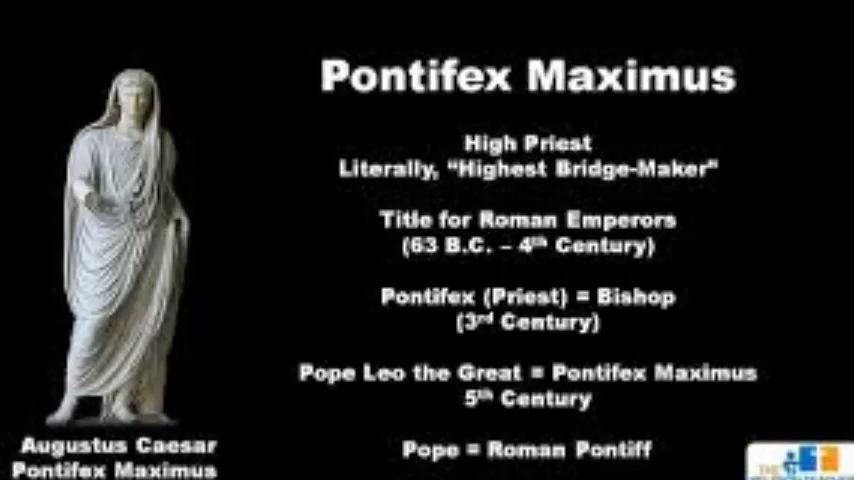 Pontifex Maximus
High Priest
Literally, "Highest Bridge-Maker"
Title for Roman Emperors
(63 B.C. – 4th Century)
Pontifex (Priest) = Bishop
(3rd Century)
Pope Leo the Great = Pontifex Maximus
5th Century
Pope = Roman Pontiff
Augustus Caesar
Pontifex Maximus
THE